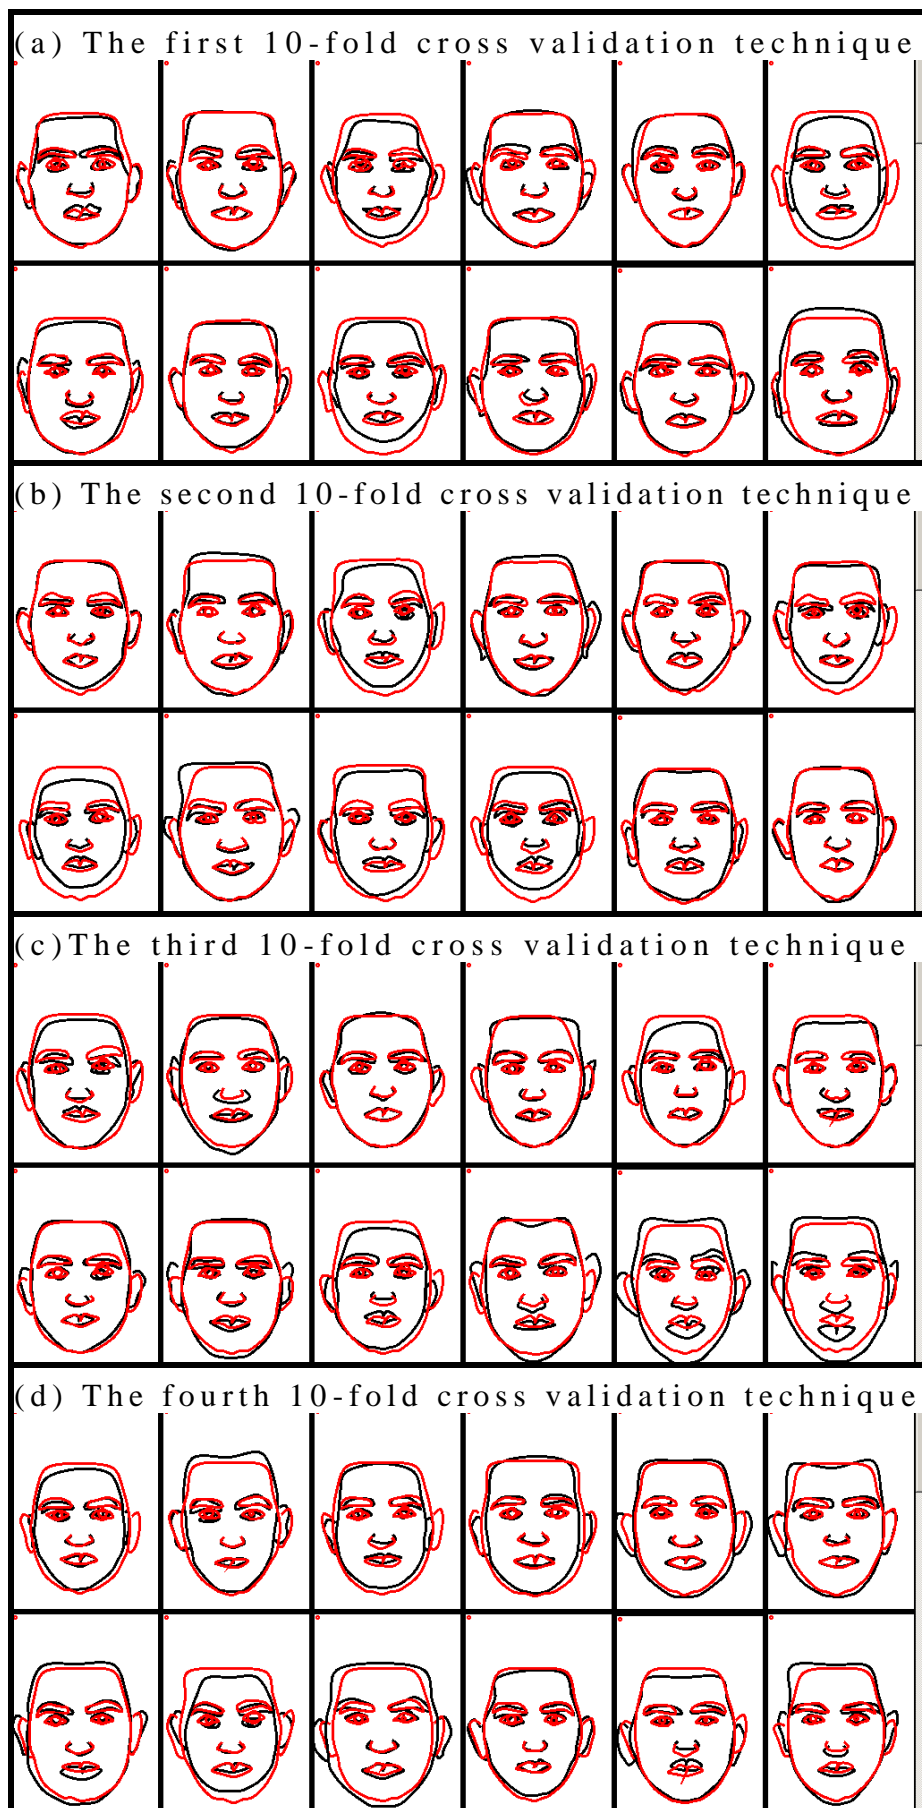 (a) The first 10-fold cross validation technique
(b) The second 10-fold cross validation technique
(c)The third 10-fold cross validation technique
(d) The fourth 10-fold cross validation technique